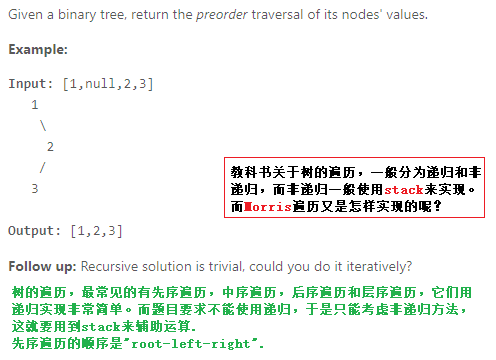 Given a binary tree, return the preorder traversal of its nodes' values.
Example:
Input: [1,null,2,3]
1
\
2
/
3
教科书关于树的遍历，一般分为递归和非
递归，而非递归一般使用stack来实现。
而Morris遍历又是怎样实现的呢？
Output: [1,2,3]
Follow up: Recursive solution is trivial, could you do it iteratively?
树的遍历，最常见的有先序遍历，中序遍历，后序遍历和层序遍历，它们用
递归实现非常简单。而题目要求不能使用递归，于是只能考虑非递归方法，
这就要用到stack来辅助运算.
先序遍历的顺序是"root-left-right".